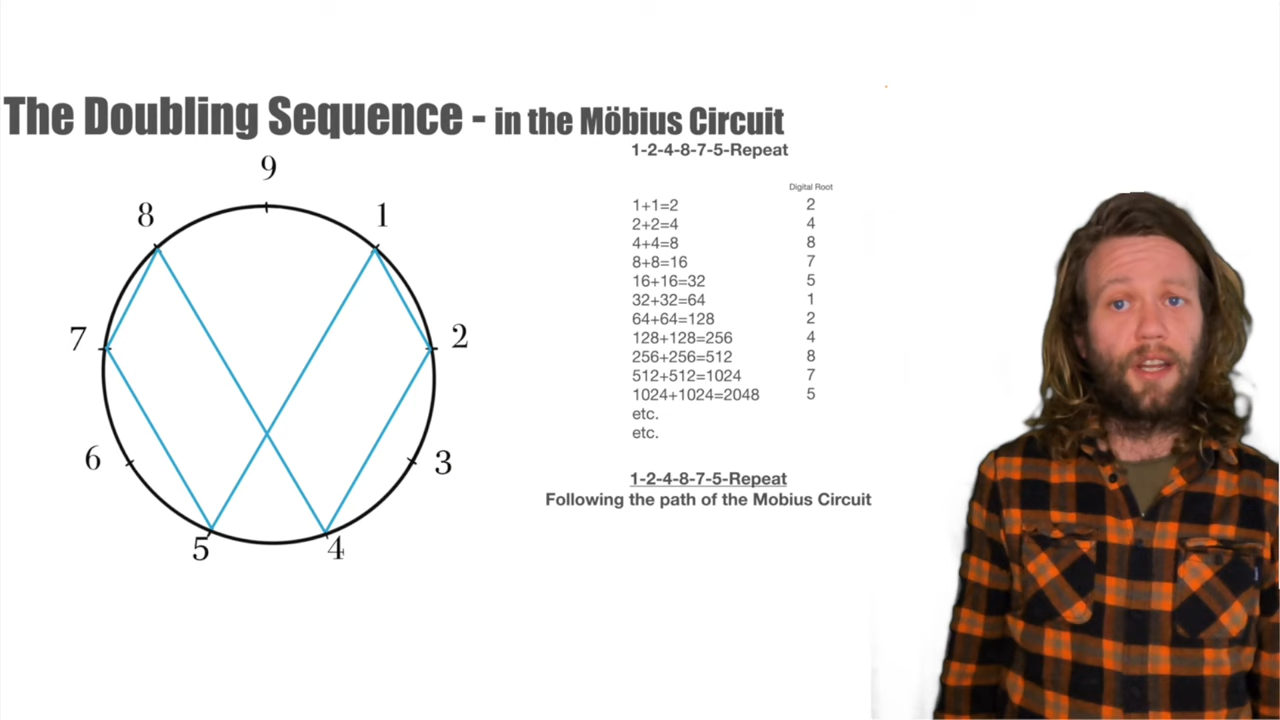 The Doubling Sequence - in the Möbius Circuit
1-2-4-8-7-5-Repeat
9
8
1
7
2
6
3
5
4
Digital Root
1+1=2 2
2+2=4 4
4+4=8 8
8+8=16 7
16+16=32 5
32+32=64 1
64+64=128 2
128+128=256 4
256+256=512 8
512+512=1024 7
1024+1024=2048 5
etc.
etc.
1-2-4-8-7-5-Repeat
Following the path of the Mobius Circuit